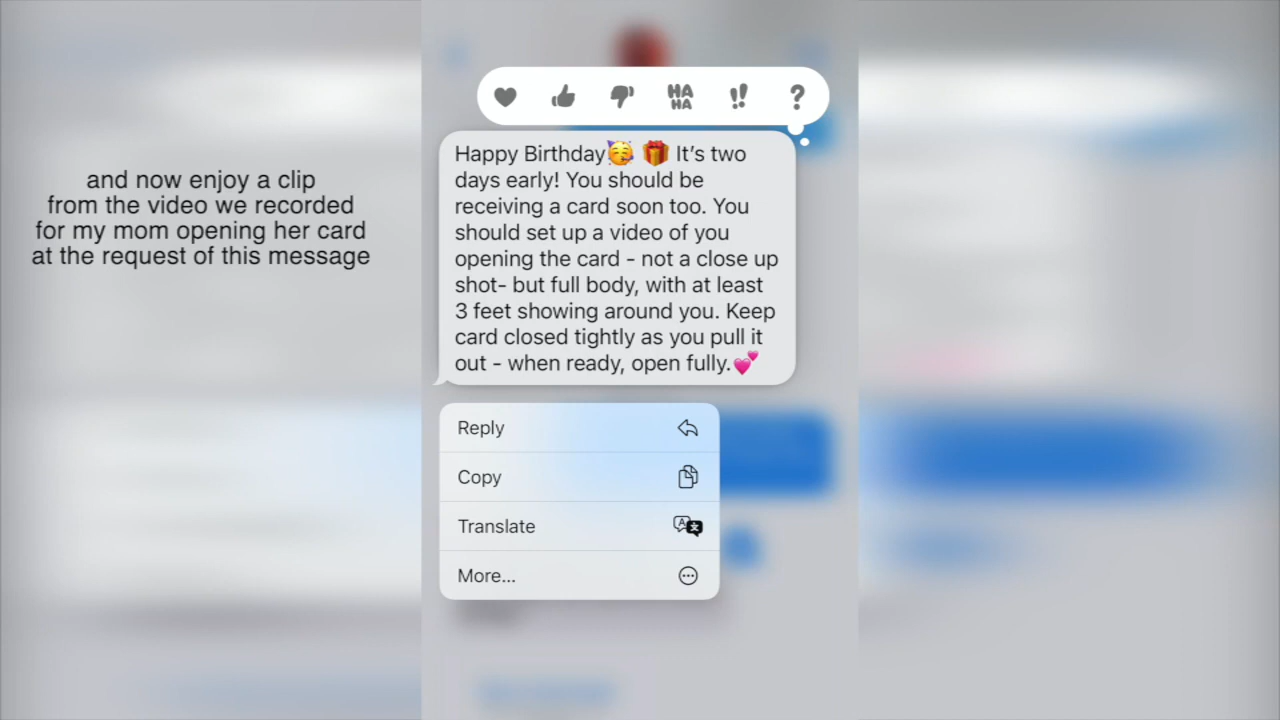 and now enjoy a clip
from the video we recorded
for my mom opening her card
at the request of this message
HA
HA
Happy Birthday🥳 🎁 It’s two
days early! You should be
receiving a card soon too. You
should set up a video of you
opening the card - not a close up
shot- but full body, with at least
3 feet showing around you. Keep
card closed tightly as you pull it
out - when ready, open fully.💕
Reply
Copy
Translate
More...